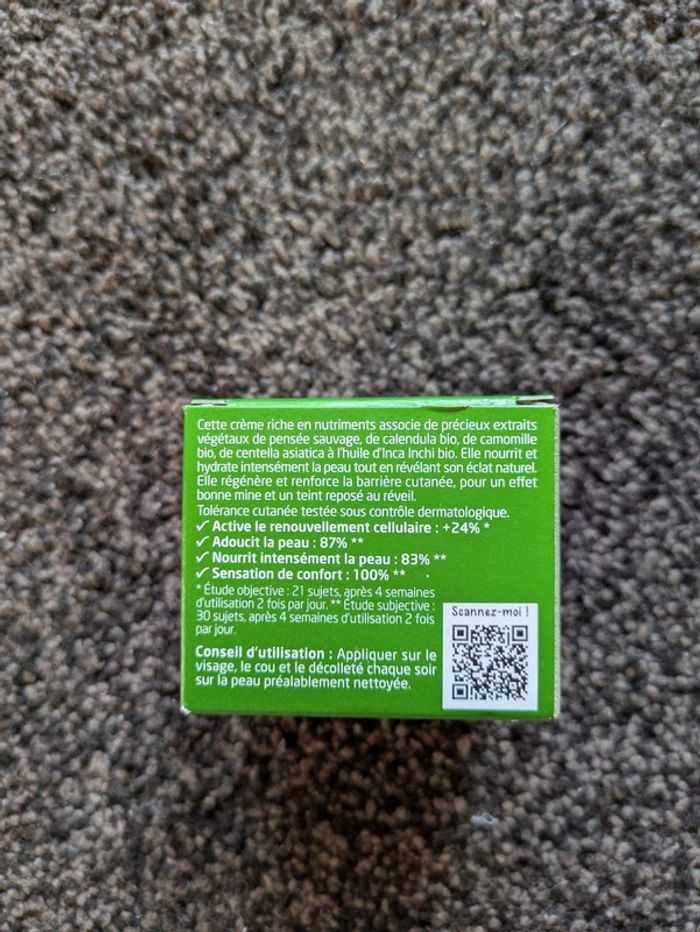 Cette crème riche en nutriments associe de précieux extraits
végétaux de pensée sauvage, de calendula bio, de camomille
bio, de centella asiatica à l'huile d'Inca Inchi bio. Elle nourrit et
hydrate intensément la peau tout en révélant son éclat naturel.
Elle régénère et renforce la barrière cutanée, pour un effet
bonne mine et un teint reposé au réveil.
Tolérance cutanée testée sous contrôle dermatologique.
✓ Active le renouvellement cellulaire : +24% *
✓ Adoucit la peau : 87% **
✓ Nourrit intensément la peau : 83% **
✓ Sensation de confort : 100% **
* Étude objective : 21 sujets, après 4 semaines
d'utilisation 2 fois par jour. ** Étude subjective :
30 sujets, après 4 semaines d'utilisation 2 fois
par jour.
Scannez-moi !
Conseil d'utilisation : Appliquer sur le
visage, le cou et le décolleté chaque soir
sur la peau préalablement nettoyée.